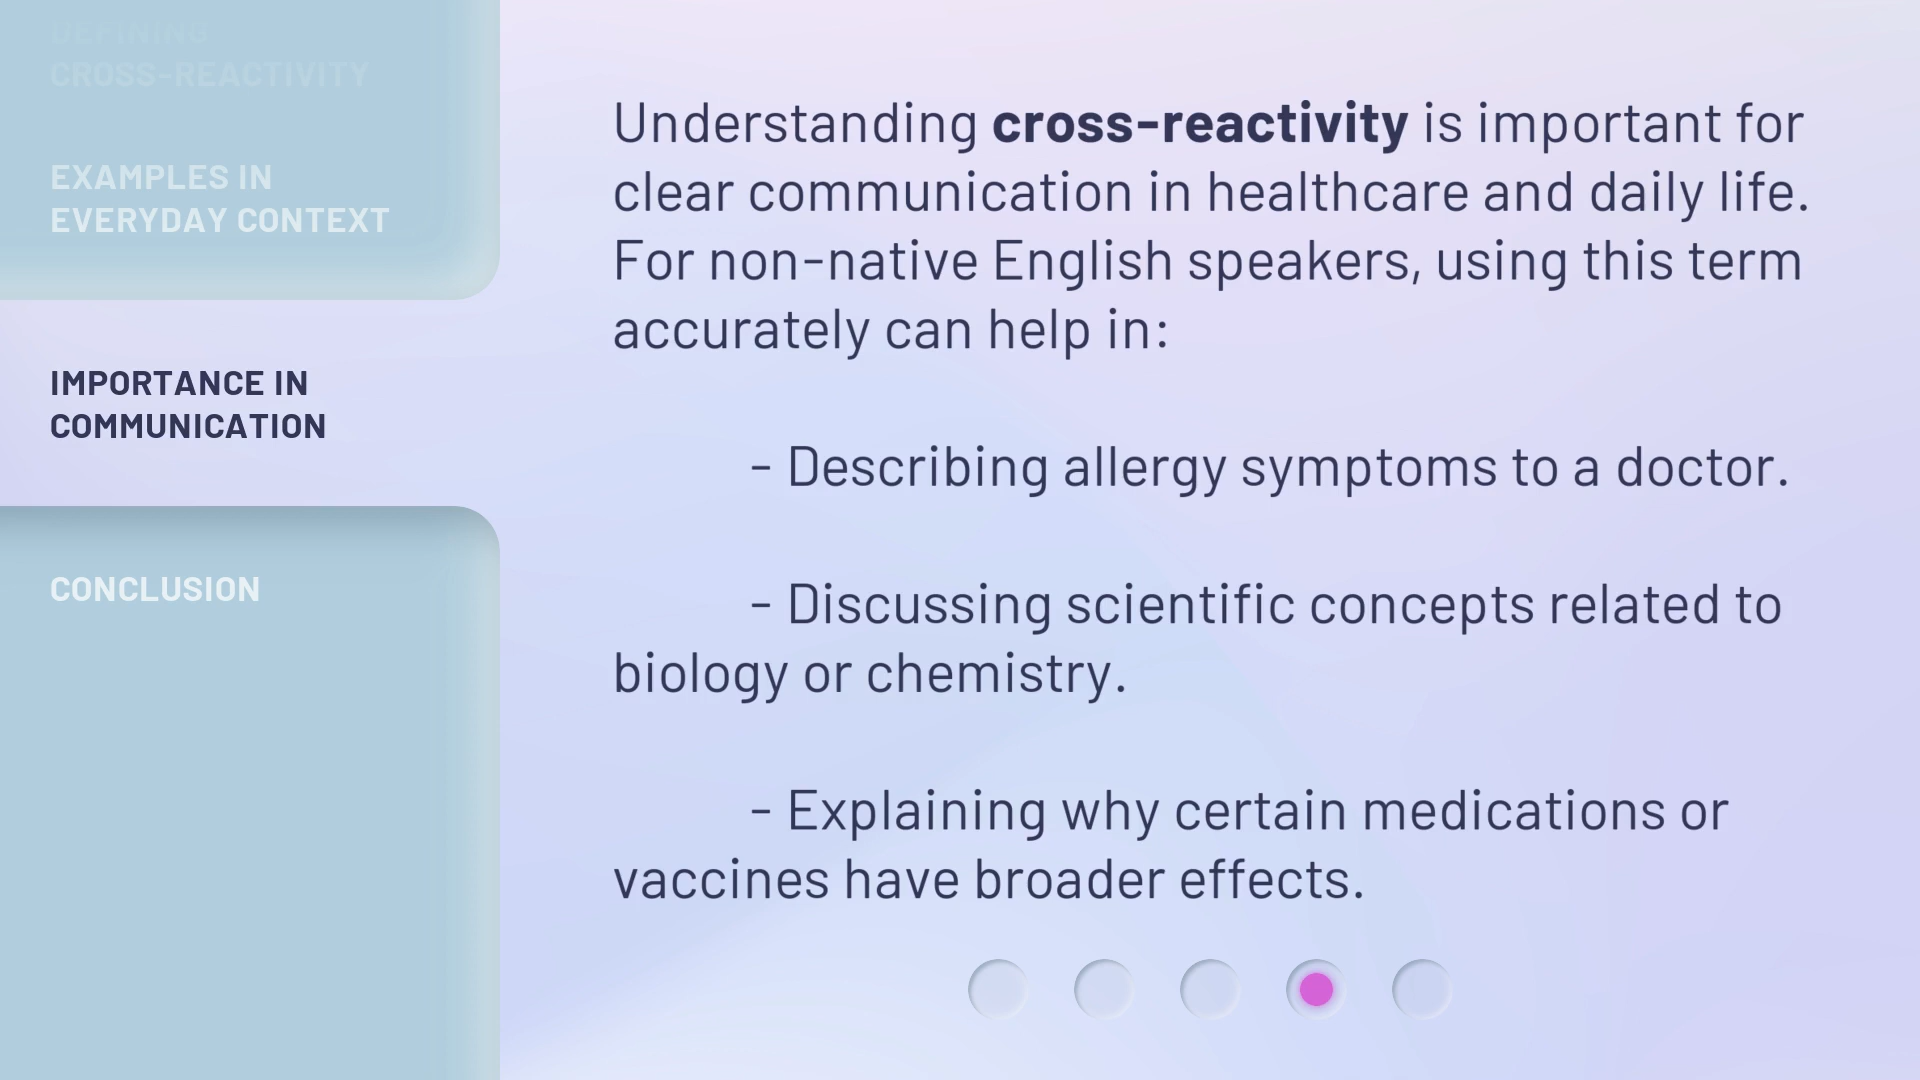 DEFINING
CROSS-REACTIVITY
EXAMPLES IN
EVERYDAY CONTEXT
IMPORTANCE IN
COMMUNICATION
CONCLUSION
Understanding cross-reactivity is important for
clear communication in healthcare and daily life.
For non-native English speakers, using this term
accurately can help in:
- Describing allergy symptoms to a doctor.
- Discussing scientific concepts related to
biology or chemistry.
- Explaining why certain medications or
vaccines have broader effects.